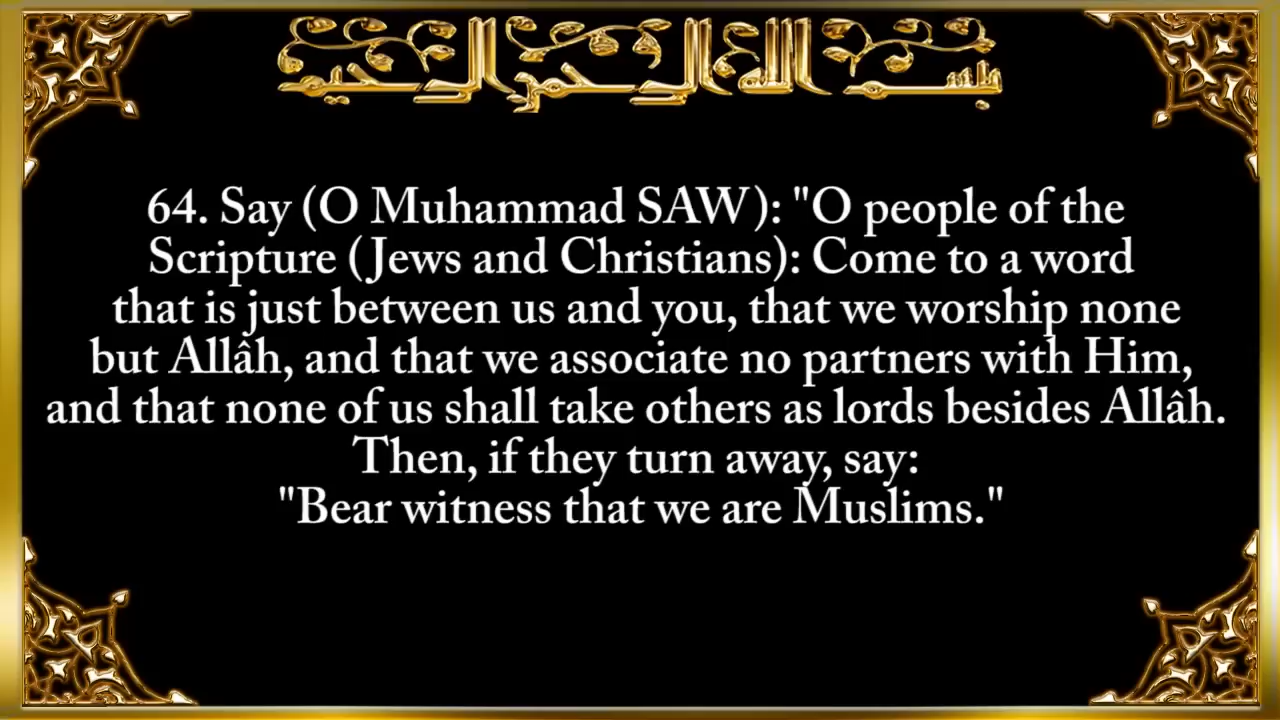 بسم الله الرحمن الرحيم
64. Say (O Muhammad SAW): "O people of the
Scripture (Jews and Christians): Come to a word
that is just between us and you, that we worship none
but Allâh, and that we associate no partners with Him,
and that none of us shall take others as lords besides Allâh.
Then, if they turn away, say:
"Bear witness that we are Muslims."